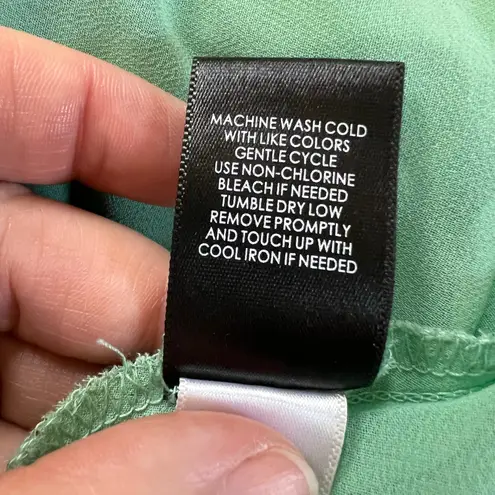 MACHINE WASH COLD
WITH LIKE COLORS
GENTLE CYCLE
USE NON-CHLORINE
BLEACH IF NEEDED
TUMBLE DRY LOW
REMOVE PROMPTLY
AND TOUCH UP WITH
COOL IRON IF NEEDED